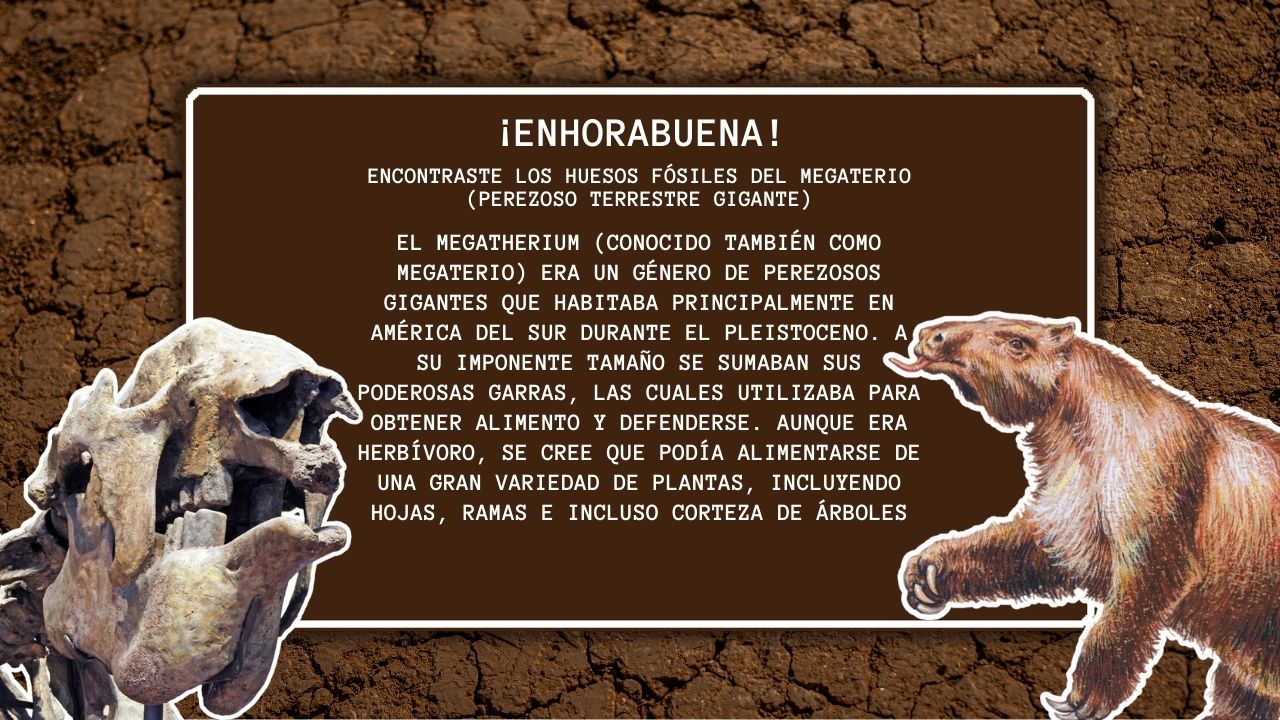 ¡ENHORABUENA!
ENCONTRASTE LOS HUESOS FÓSILES DEL MEGATERIO
(PEREZOSO TERRESTRE GIGANTE)
EL MEGATHERIUM (CONOCIDO TAMBIÉN COMO
MEGATERIO) ERA UN GÉNERO DE PEREZOSOS
GIGANTES QUE HABITABA PRINCIPALMENTE EN
AMÉRICA DEL SUR DURANTE EL PLEISTOCENO. A
SU IMPONENTE TAMAÑO SE SUMABAN SUS
PODEROSAS GARRAS, LAS CUALES UTILIZABA PARA
OBTENER ALIMENTO Y DEFENDERSE. AUNQUE ERA
HERBÍVORO, SE CREE QUE PODÍA ALIMENTARSE DE
UNA GRAN VARIEDAD DE PLANTAS, INCLUYENDO
HOJAS, RAMAS E INCLUSO CORTEZA DE ÁRBOLES